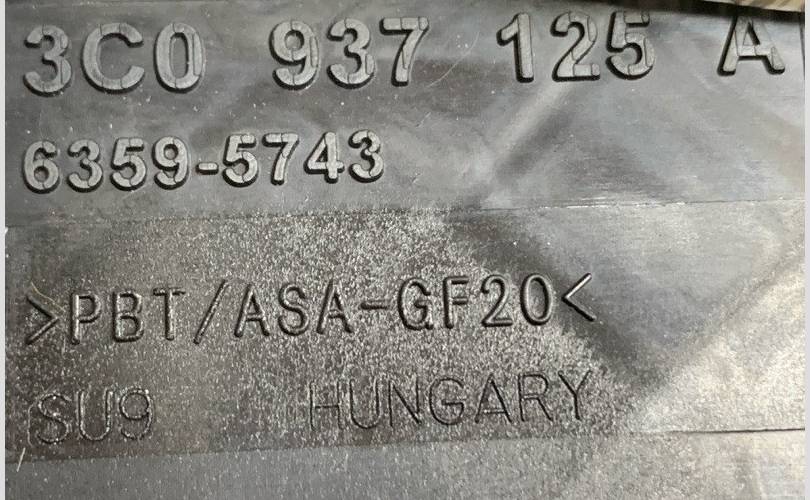 3C0 937 125 A
6359-5743
>PBT/ASA-GF20<
SU9 HUNGARY